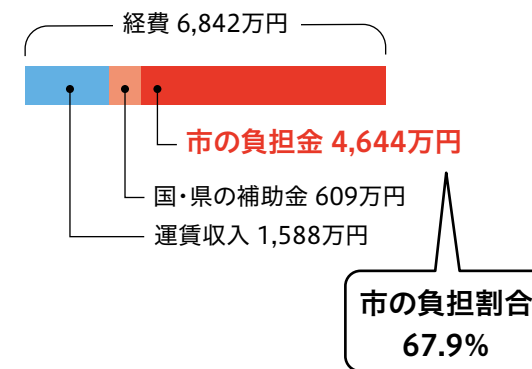 経費 6,842万円
市の負担金 4,644万円
国・県の補助金 609万円
運賃収入 1,588万円
市の負担割合
67.9%